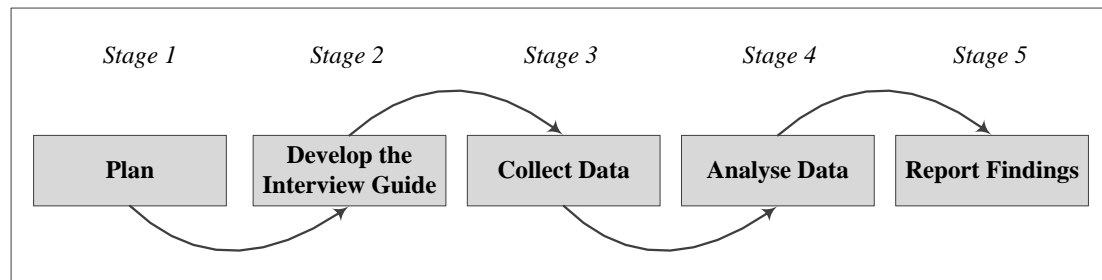 Stage 1
Stage 2
Stage 3
Stage 4
Stage 5
Plan
Develop the
Interview Guide
Collect Data
Analyse Data
Report Findings